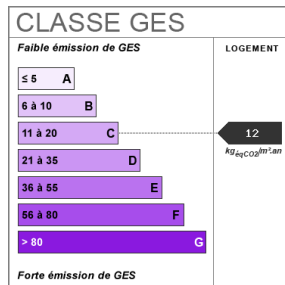 CLASSE GES
Faible émission de GES
LOGEMENT
≤ 5 A
6 à 10 B
11 à 20 C
12
kgéqCO2/m².an
21 à 35 D
36 à 55 E
56 à 80 F
> 80 G
Forte émission de GES